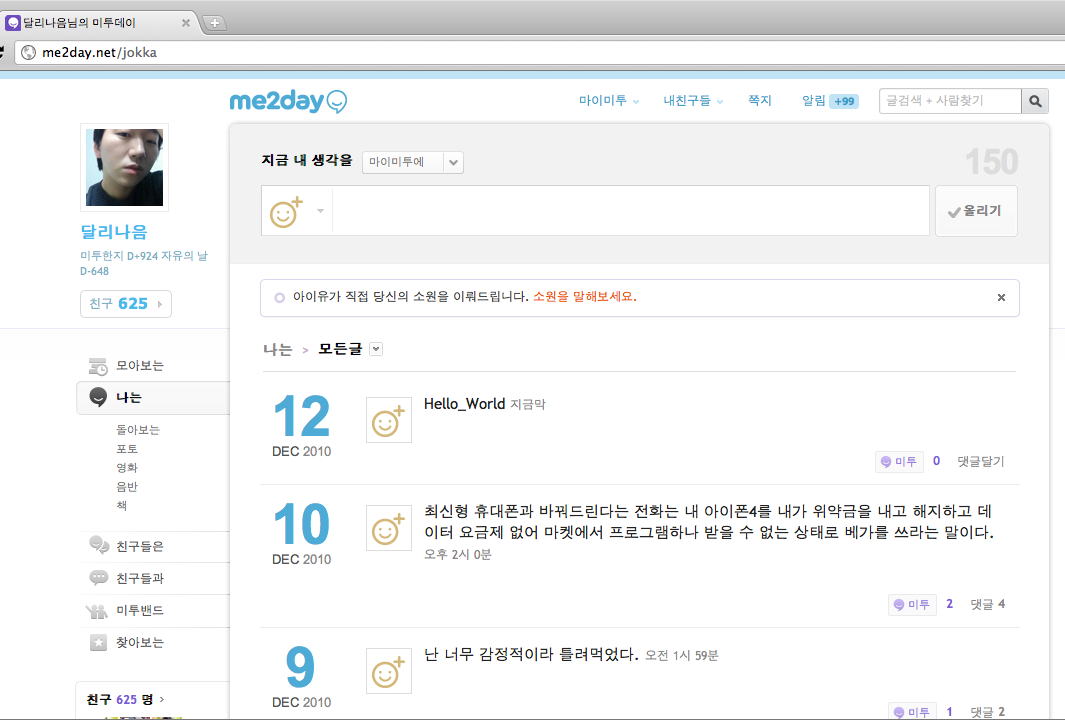 달리나음님의 미투데이
me2day.net/jokka
me2day
마이미투
내친구들
쪽지
알림 +99
글검색 + 사람찾기
지금 내 생각을
마이미투에
150
올리기
달리나음
미투한지 D+924 자유의 날
D-648
친구 625
아이유가 직접 당신의 소원을 이뤄드립니다. 소원을 말해보세요.
나는 > 모든글
모아보는
나는
돌아보는
포토
영화
음반
책
친구들은
친구들과
미투밴드
찾아보는
친구 625 명 >
12
DEC 2010
Hello_World 지금막
미투 0 댓글달기
10
DEC 2010
최신형 휴대폰과 바꿔드린다는 전화는 내 아이폰4를 내가 위약금을 내고 해지하고 데
이터 요금제 없어 마켓에서 프로그램하나 받을 수 없는 상태로 베가를 쓰라는 말이다.
오후 2시 0분
미투 2 댓글 4
9
DEC 2010
난 너무 감정적이라 틀려먹었다. 오전 1시 59분
미투 1 댓글 2